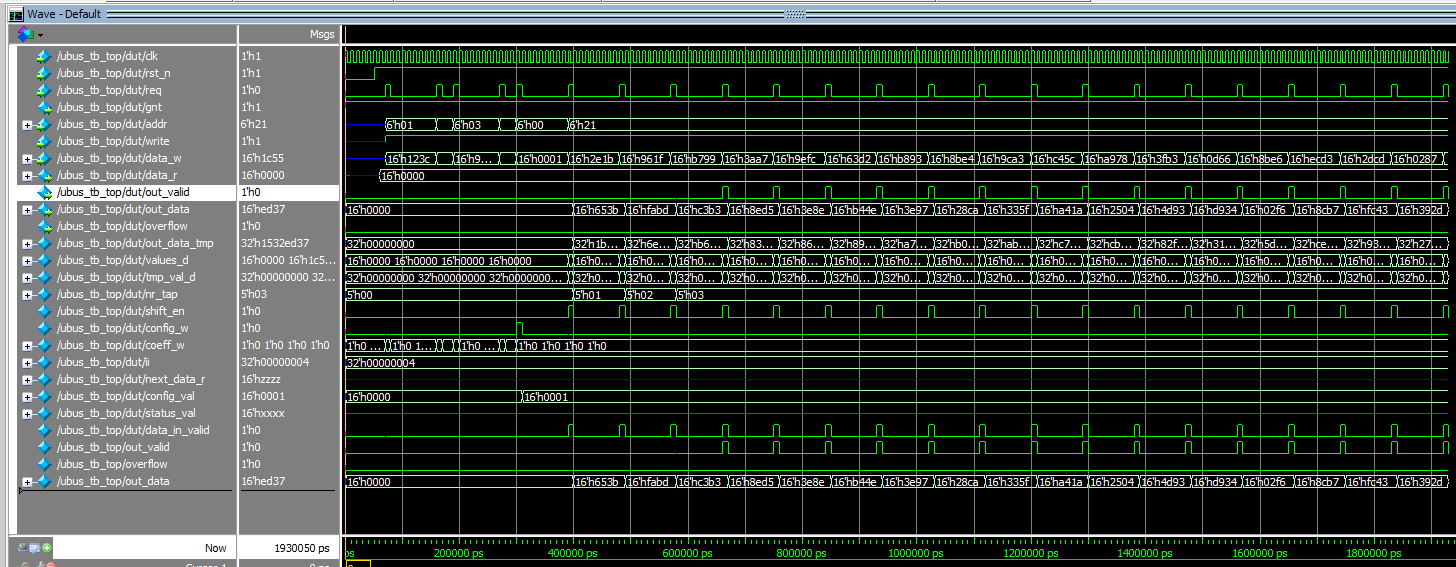 Wave - Default
Msgs
/ubus_tb_top/dut/clk 1'h1
/ubus_tb_top/dut/rst_n 1'h1
/ubus_tb_top/dut/req 1'h0
/ubus_tb_top/dut/gnt 1'h1
/ubus_tb_top/dut/addr 6'h21 6'h01 6'h03 6'h00 6'h21
/ubus_tb_top/dut/write 1'h1
/ubus_tb_top/dut/data_w 16'h1c55 16'h123c 16'h9... 16'h0001 16'h2e1b 16'h961f 16'hb799 16'h3aa7 16'h9efc 16'h63d2 16'hb893 16'h8be4 16'h9ca3 16'hc45c 16'ha978 16'h3fb3 16'h0d66 16'h8be6 16'hecd3 16'h2dcd 16'h0287
/ubus_tb_top/dut/data_r 16'h0000 16'h0000
/ubus_tb_top/dut/out_valid 1'h0
/ubus_tb_top/dut/out_data 16'hed37 16'h0000 16'h653b 16'hfabd 16'hc3b3 16'h8ed5 16'h3e8e 16'hb44e 16'h3e97 16'h28ca 16'h335f 16'ha41a 16'h2504 16'h4d93 16'hd934 16'h02f6 16'h8cb7 16'hfc43 16'h392d
/ubus_tb_top/dut/overflow 1'h0
/ubus_tb_top/dut/out_data_tmp 32'h1532ed37 32'h00000000 32'h1b... 32'h6e... 32'hb6... 32'h83... 32'h86... 32'h89... 32'ha7... 32'hb0... 32'hab... 32'hc7... 32'hcb... 32'h82f... 32'h31... 32'h5d... 32'hce... 32'h93... 32'h27...
/ubus_tb_top/dut/values_d 16'h0000 16'h1c5... 16'h0000 16'h0000 16'h0000 16'h0000 16'h0... 16'h0... 16'h0... 16'h0... 16'h0... 16'h0... 16'h0... 16'h0... 16'h0... 16'h0... 16'h0... 16'h0... 16'h0... 16'h0... 16'h0... 16'h0... 16'h0...
/ubus_tb_top/dut/tmp_val_d 32'h00000000 32'... 32'h00000000 32'h00000000 32'h0000000... 32'h0... 32'h0... 32'h0... 32'h0... 32'h0... 32'h0... 32'h0... 32'h0... 32'h0... 32'h0... 32'h0... 32'h0... 32'h0... 32'h0... 32'h0... 32'h0... 32'h0...
/ubus_tb_top/dut/nr_tap 5'h03 5'h00 5'h01 5'h02 5'h03
/ubus_tb_top/dut/shift_en 1'h0
/ubus_tb_top/dut/config_w 1'h0
/ubus_tb_top/dut/coeff_w 1'h0 1'h0 1'h0 1'h0 1'h0 ... 1'h0 1... 1'h0 ... 1'h0 1'h0 1'h0 1'h0
/ubus_tb_top/dut/ii 32'h00000004 32'h00000004
/ubus_tb_top/dut/next_data_r 16'hzzzz
/ubus_tb_top/dut/config_val 16'h0001 16'h0000 16'h0001
/ubus_tb_top/dut/status_val 16'hxxxx
/ubus_tb_top/dut/data_in_valid 1'h0
/ubus_tb_top/dut/out_valid 1'h0
/ubus_tb_top/dut/overflow 1'h0
/ubus_tb_top/dut/out_data 16'hed37 16'h0000 16'h653b 16'hfabd 16'hc3b3 16'h8ed5 16'h3e8e 16'hb44e 16'h3e97 16'h28ca 16'h335f 16'ha41a 16'h2504 16'h4d93 16'hd934 16'h02f6 16'h8cb7 16'hfc43 16'h392d
Now 1930050 ps ps 200000 ps 400000 ps 600000 ps 800000 ps 1000000 ps 1200000 ps 1400000 ps 1600000 ps 1800000 ps